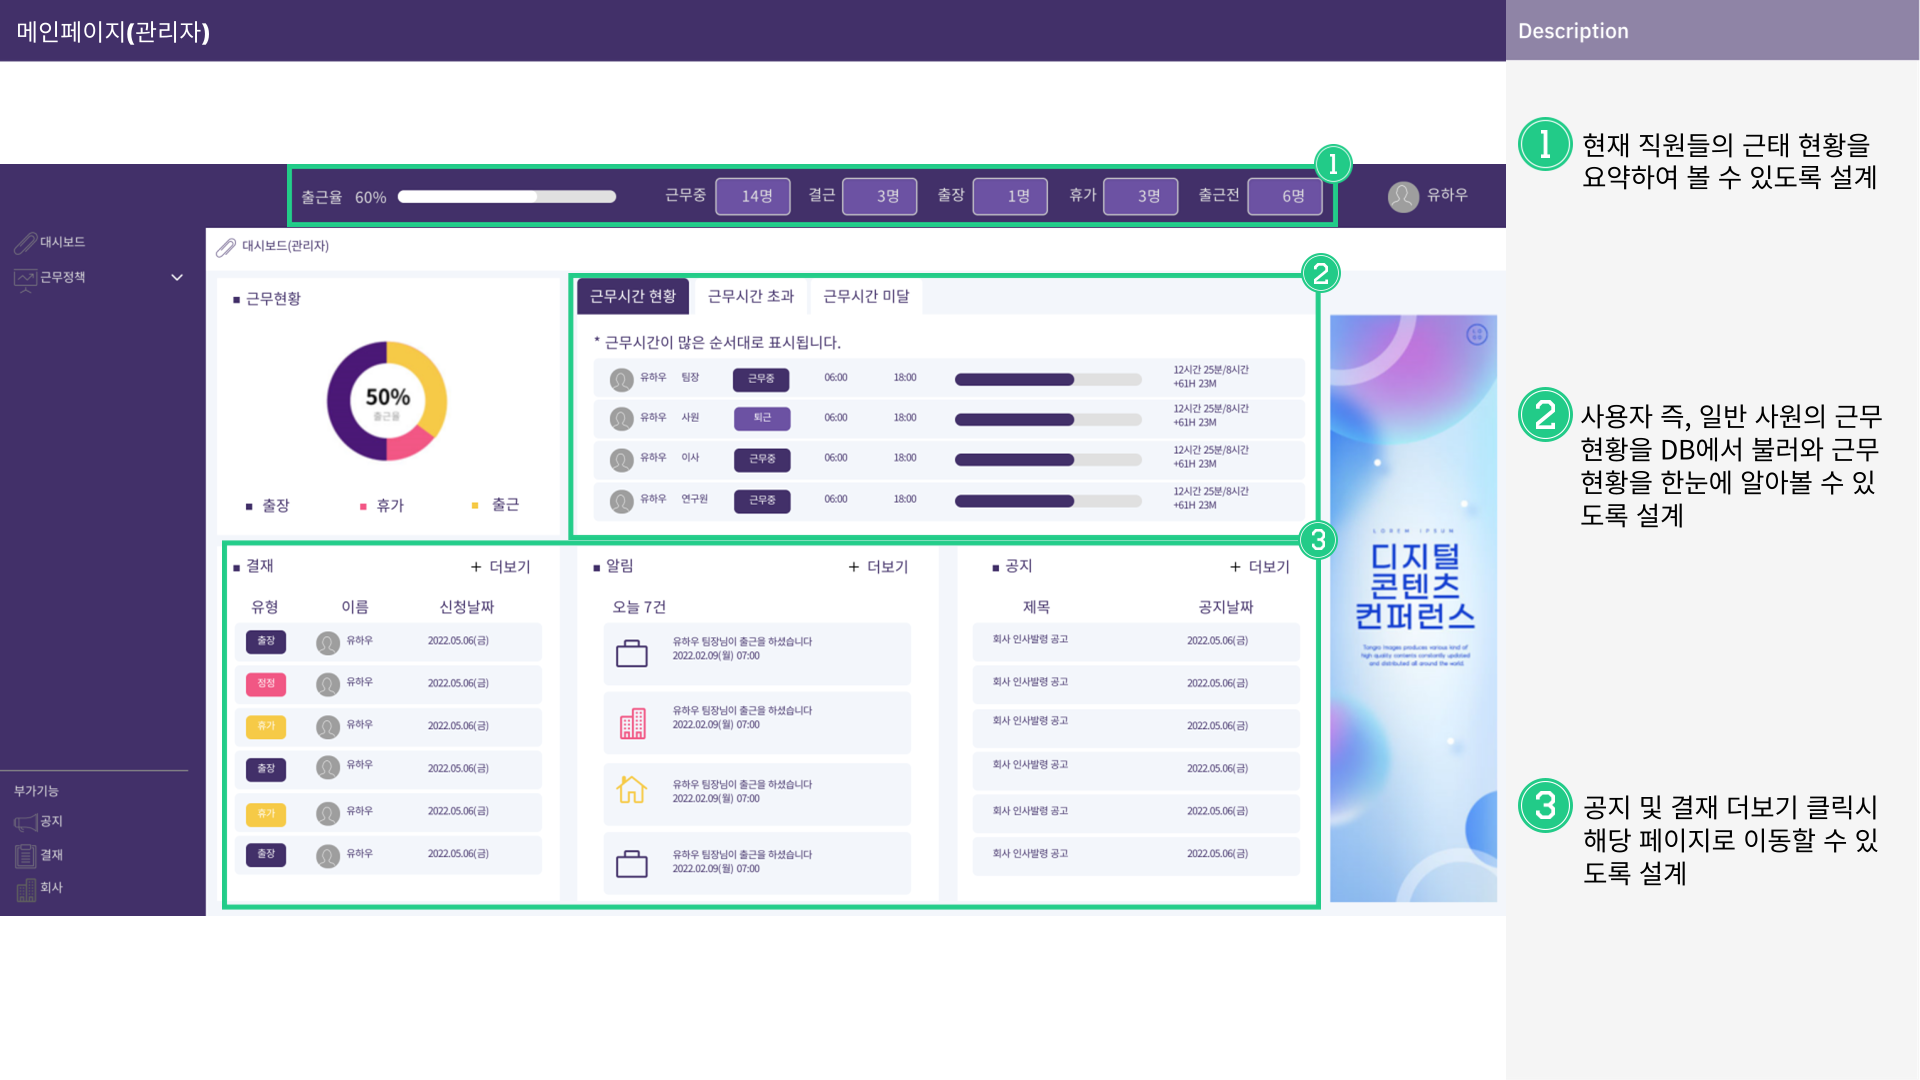 메인페이지(관리자)
Description
출근율 60% 근무중 14명 결근 3명 출장 1명 휴가 3명 출근전 6명
1
유하우
대시보드
근무정책
대시보드(관리자)
근무현황
50%
출근율
출장 휴가 출근
2
근무시간 현황 근무시간 초과 근무시간 미달
* 근무시간이 많은 순서대로 표시됩니다.
유하우 팀장 근무중 06:00 18:00 12시간 25분/8시간
+61H 23M
유하우 사원 퇴근 06:00 18:00 12시간 25분/8시간
+61H 23M
유하우 이사 근무중 06:00 18:00 12시간 25분/8시간
+61H 23M
유하우 연구원 근무중 06:00 18:00 12시간 25분/8시간
+61H 23M
3
결재 + 더보기
유형 이름 신청날짜
출장 유하우 2022.05.06(금)
정정 유하우 2022.05.06(금)
휴가 유하우 2022.05.06(금)
출장 유하우 2022.05.06(금)
휴가 유하우 2022.05.06(금)
출장 유하우 2022.05.06(금)
알림 + 더보기
오늘 7건
유하우 팀장님이 출근을 하셨습니다
2022.02.09(월) 07:00
유하우 팀장님이 출근을 하셨습니다
2022.02.09(월) 07:00
유하우 팀장님이 출근을 하셨습니다
2022.02.09(월) 07:00
유하우 팀장님이 출근을 하셨습니다
2022.02.09(월) 07:00
공지 + 더보기
제목 공지날짜
회사 인사발령 공고 2022.05.06(금)
회사 인사발령 공고 2022.05.06(금)
회사 인사발령 공고 2022.05.06(금)
회사 인사발령 공고 2022.05.06(금)
회사 인사발령 공고 2022.05.06(금)
회사 인사발령 공고 2022.05.06(금)
LOREM IPSUM
디지털
콘텐츠
컨퍼런스
Tangro Images produces various kind of
high quality contents constantly updated
and distributed all around the world.
부가기능
공지
결재
회사
1 현재 직원들의 근태 현황을
요약하여 볼 수 있도록 설계
2 사용자 즉, 일반 사원의 근무
현황을 DB에서 불러와 근무
현황을 한눈에 알아볼 수 있
도록 설계
3 공지 및 결재 더보기 클릭시
해당 페이지로 이동할 수 있
도록 설계